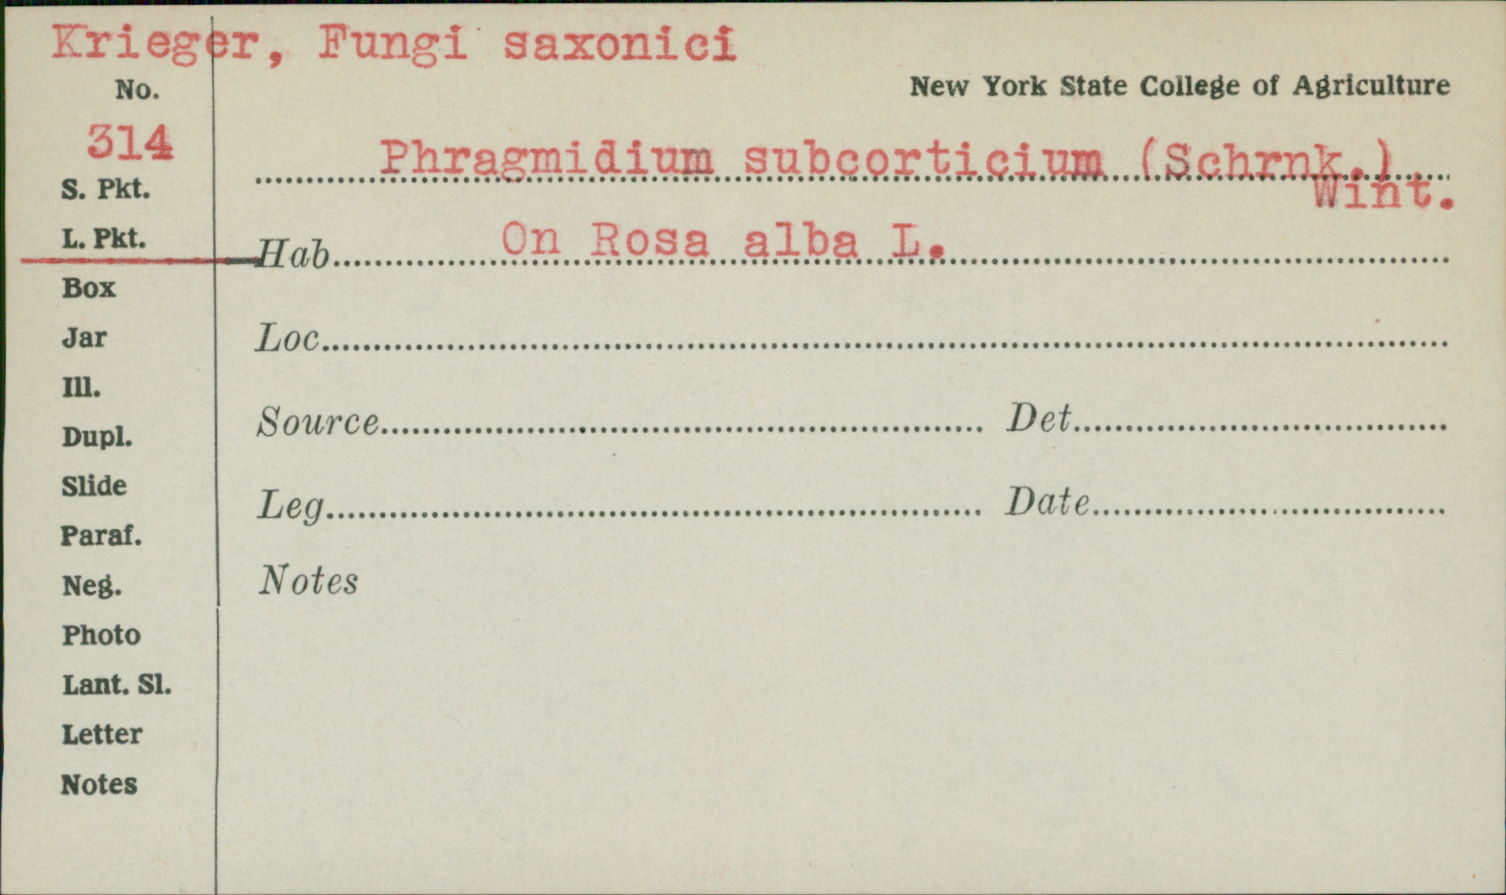 Krieger, Fungi saxonici
No.
New York State College of Agriculture
314
Phragmidium subcorticium (Schrnk.)
Wint.
S. Pkt.
L. Pkt.
Hab. On Rosa alba L.
Box
Jar
Loc.
Ill.
Dupl.
Source
Det.
Slide
Leg.
Date
Paraf.
Neg.
Notes
Photo
Lant. Sl.
Letter
Notes